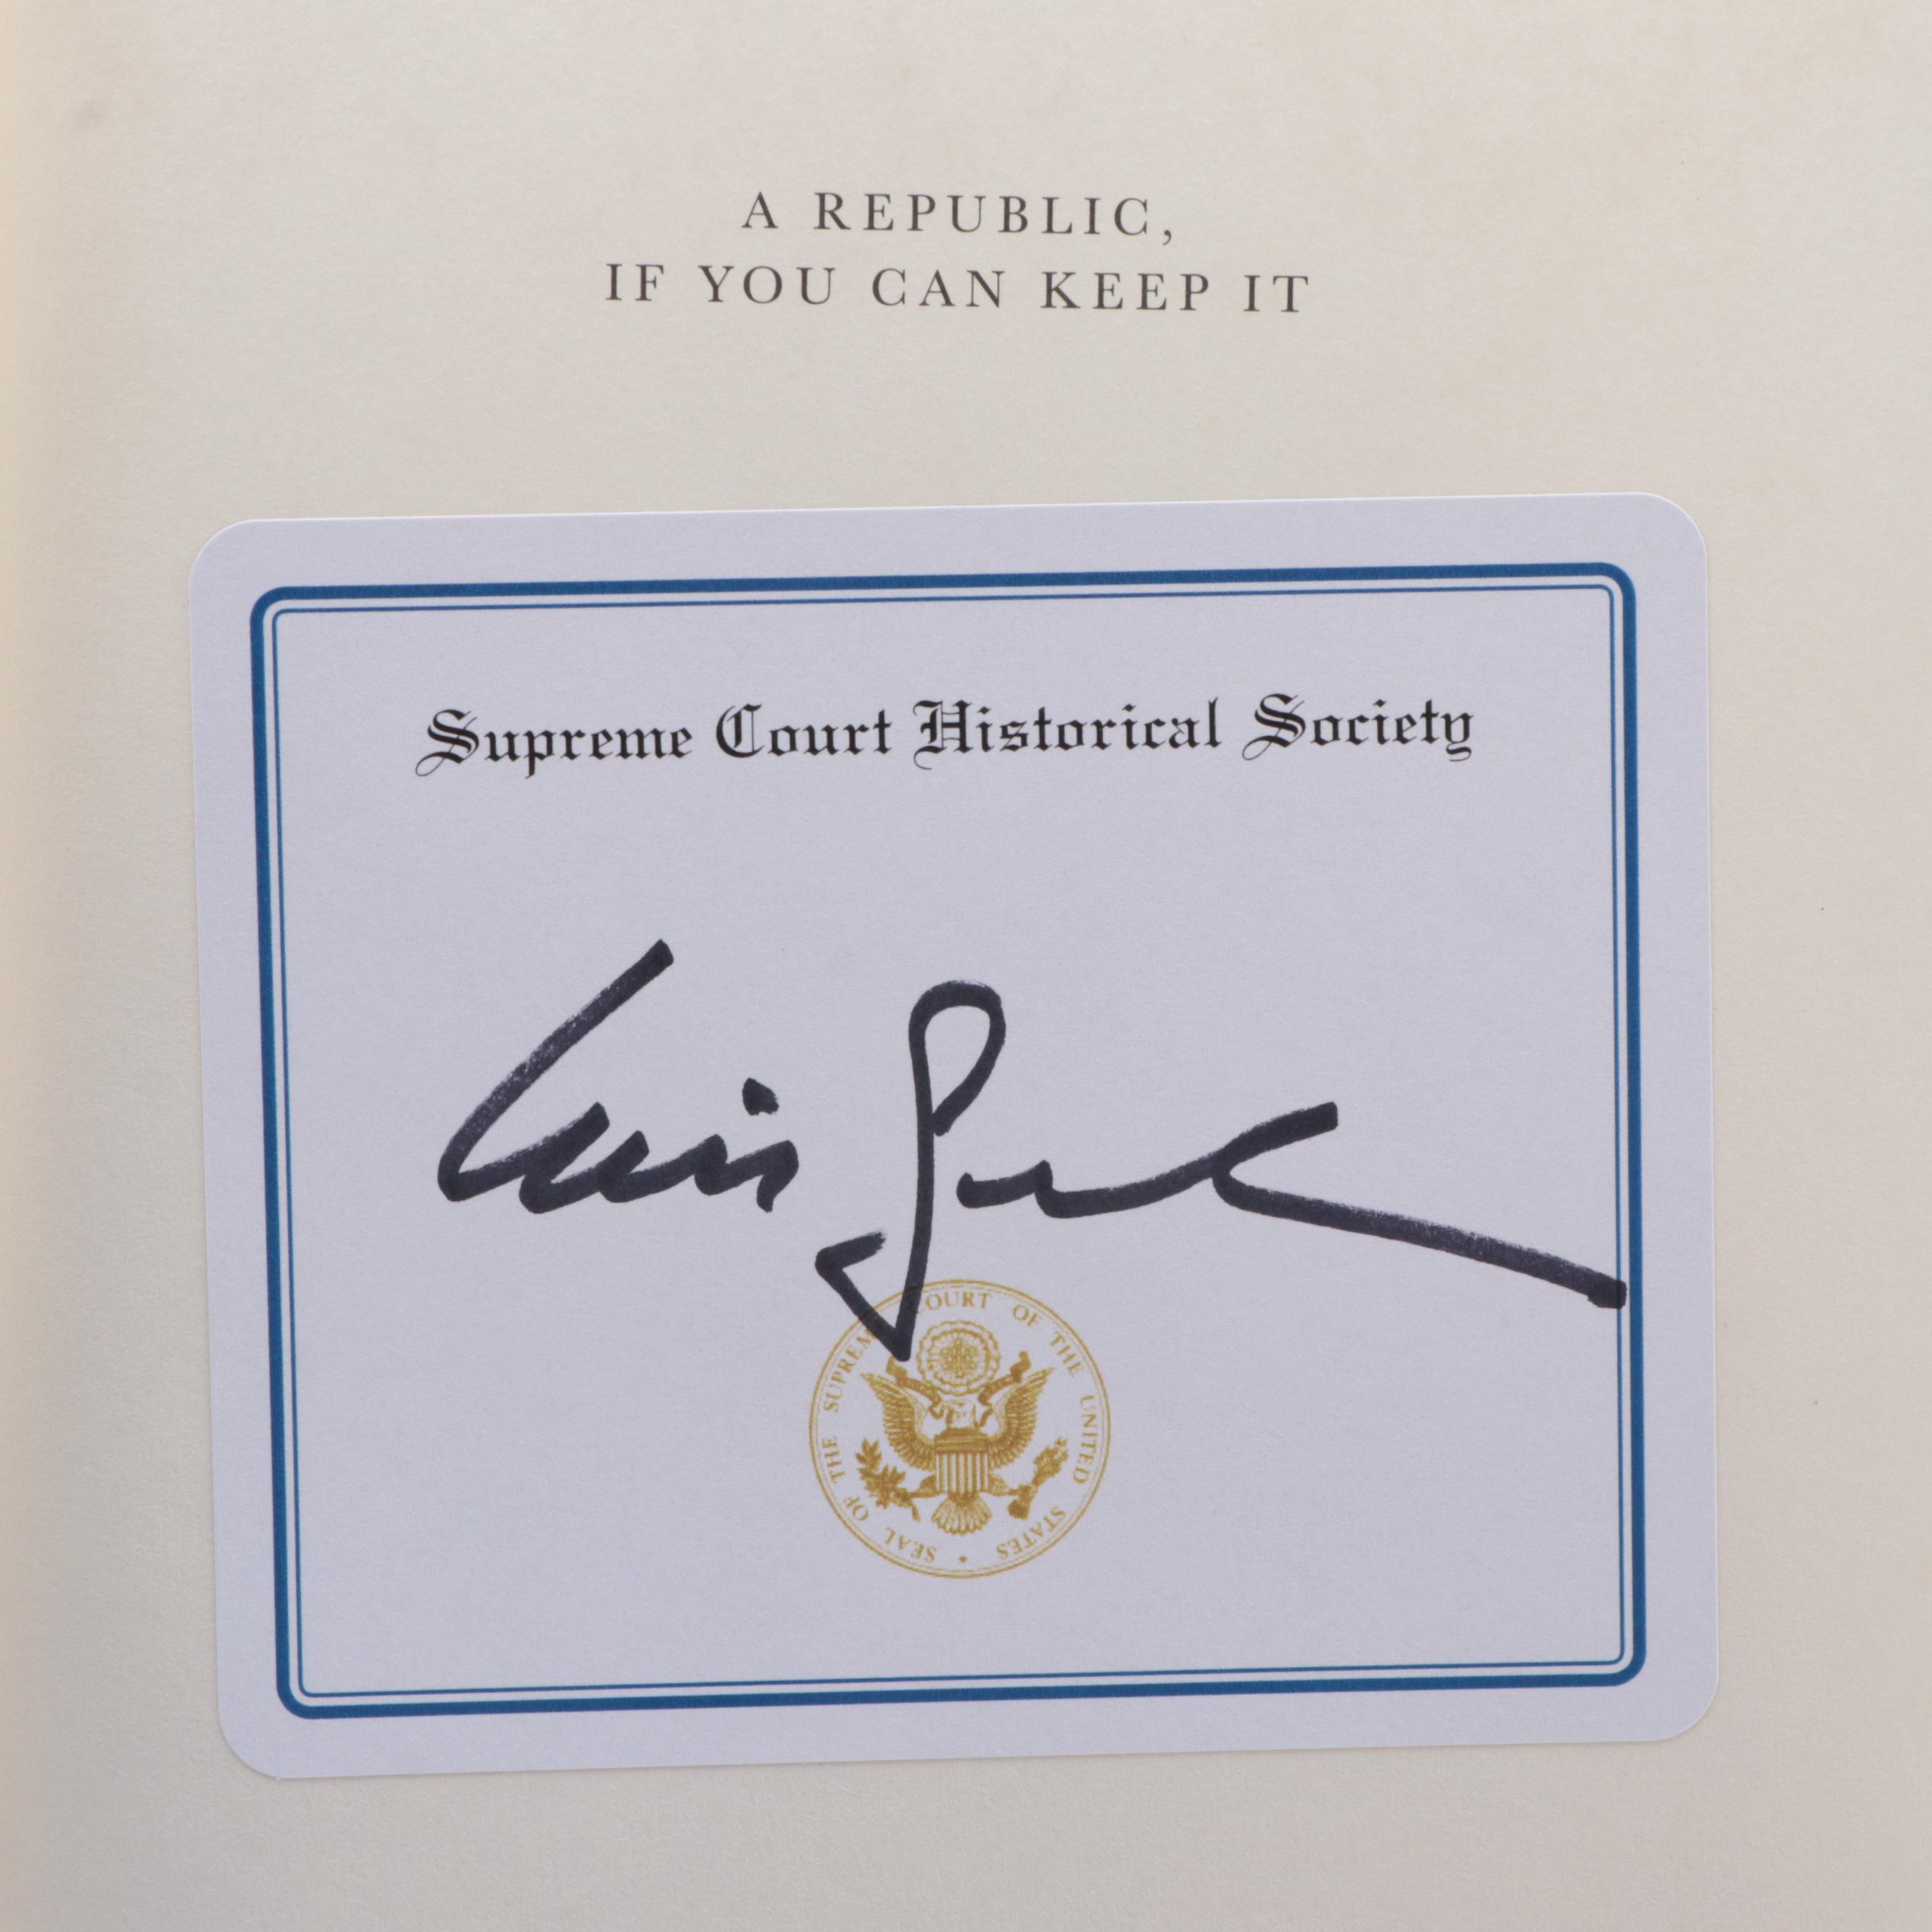 A REPUBLIC,
IF YOU CAN KEEP IT
Supreme Court Historical Society
SEAL OF THE SUPREME COURT OF THE UNITED STATES